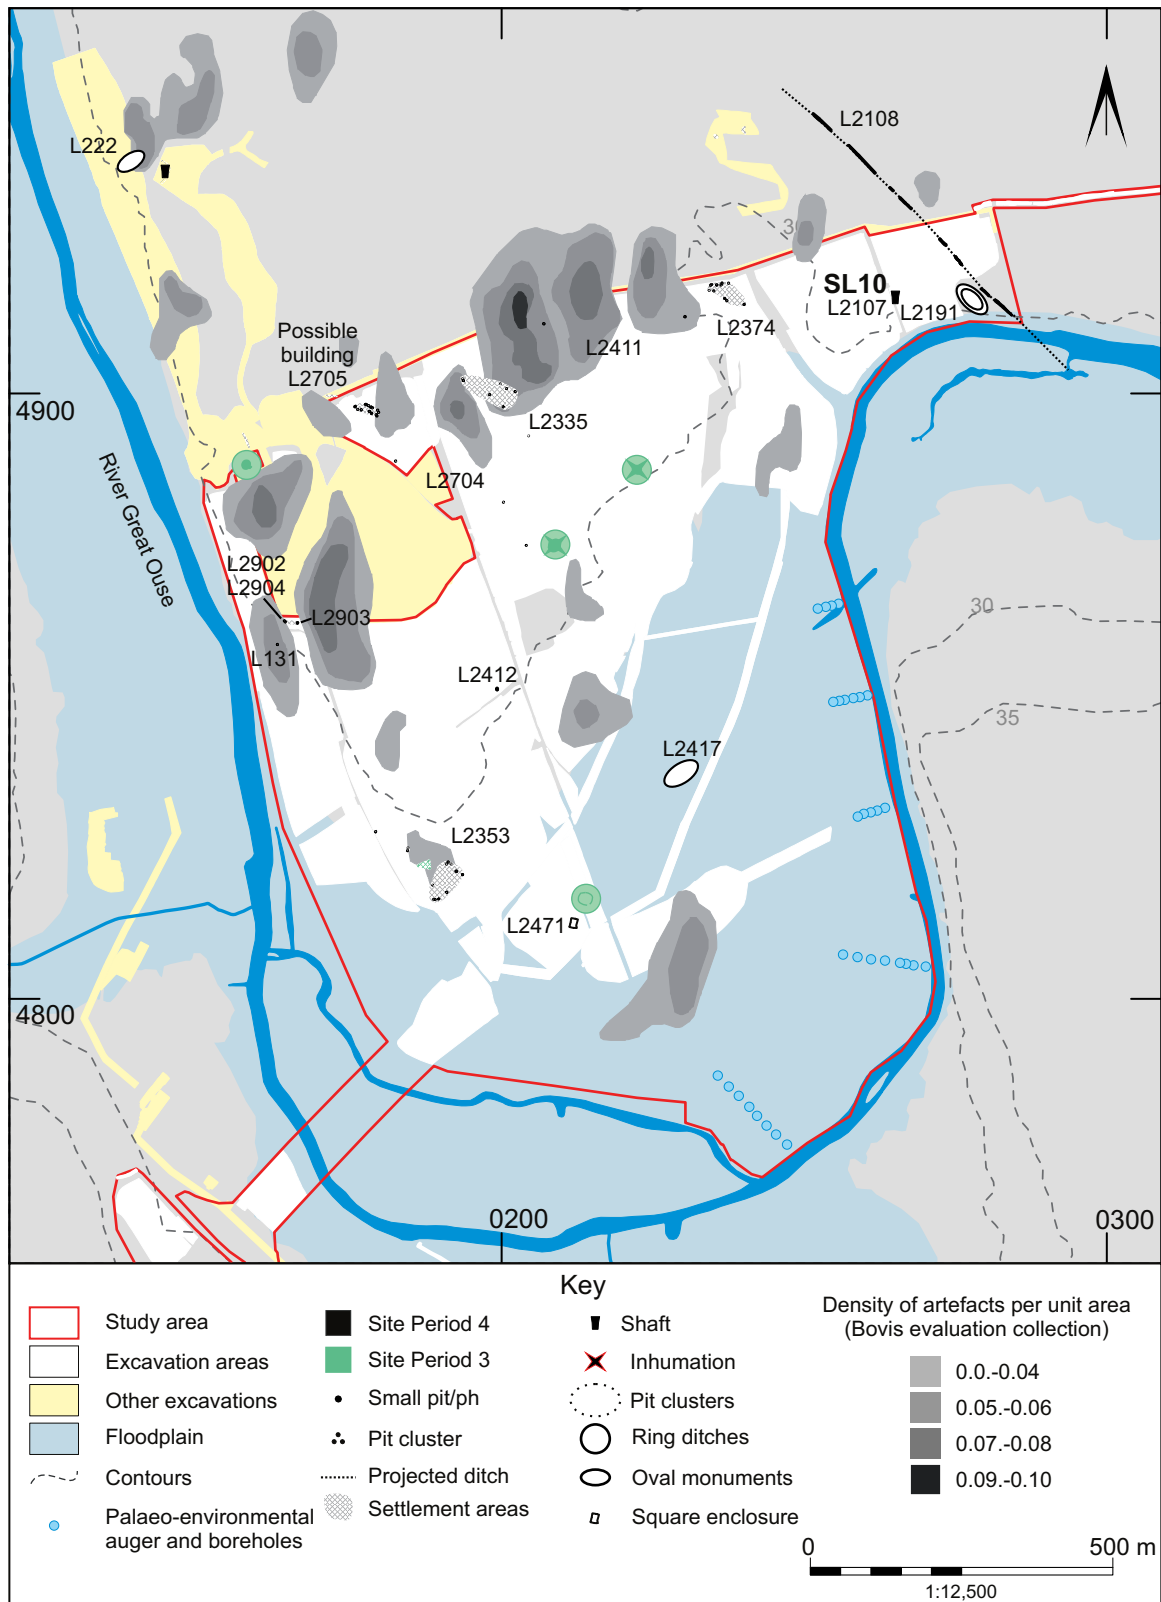 L2108
L222
30
SL10
L2107
L2191
L2374
Possible
building
L2705
L2411
4900
L2335
L2704
River Great Ouse
L2902
L2904
L2903
30
L131
L2412
35
L2417
L2353
L2471
4800
0200
0300
Key
Study area
Excavation areas
Other excavations
Floodplain
Contours
Palaeo-environmental
auger and boreholes
Site Period 4
Site Period 3
Small pit/ph
Pit cluster
Projected ditch
Settlement areas
Shaft
Inhumation
Pit clusters
Ring ditches
Oval monuments
Square enclosure
Density of artefacts per unit area
(Bovis evaluation collection)
0.0.-0.04
0.05.-0.06
0.07.-0.08
0.09.-0.10
0 500 m
1:12,500